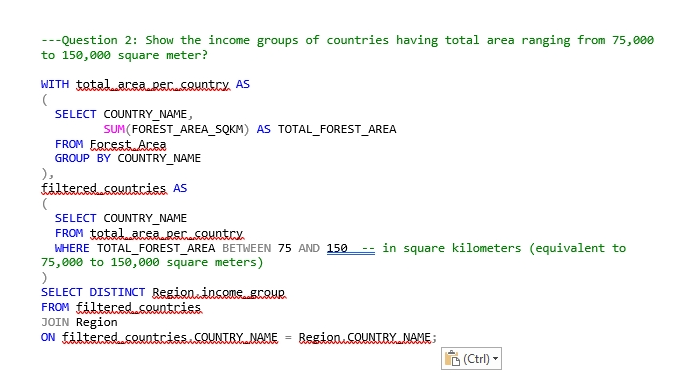 ---Question 2: Show the income groups of countries having total area ranging from 75,000
to 150,000 square meter?
WITH total_area_per_country AS
(
SELECT COUNTRY_NAME,
SUM(FOREST_AREA_SQKM) AS TOTAL_FOREST_AREA
FROM Forest_Area
GROUP BY COUNTRY_NAME
),
filtered_countries AS
(
SELECT COUNTRY_NAME
FROM total_area_per_country
WHERE TOTAL_FOREST_AREA BETWEEN 75 AND 150  -- in square kilometers (equivalent to
75,000 to 150,000 square meters)
)
SELECT DISTINCT Region.income_group
FROM filtered_countries
JOIN Region
ON filtered_countries.COUNTRY_NAME = Region.COUNTRY_NAME;
(Ctrl)